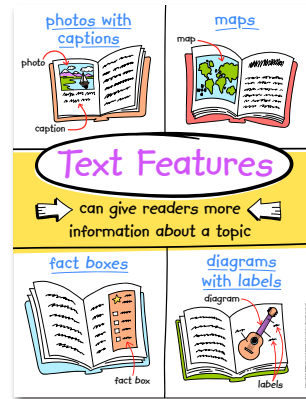 photos with
captions
photo
caption
maps
map
Text Features
can give readers more
information about a topic
fact boxes
fact box
diagrams
with labels
diagram
labels